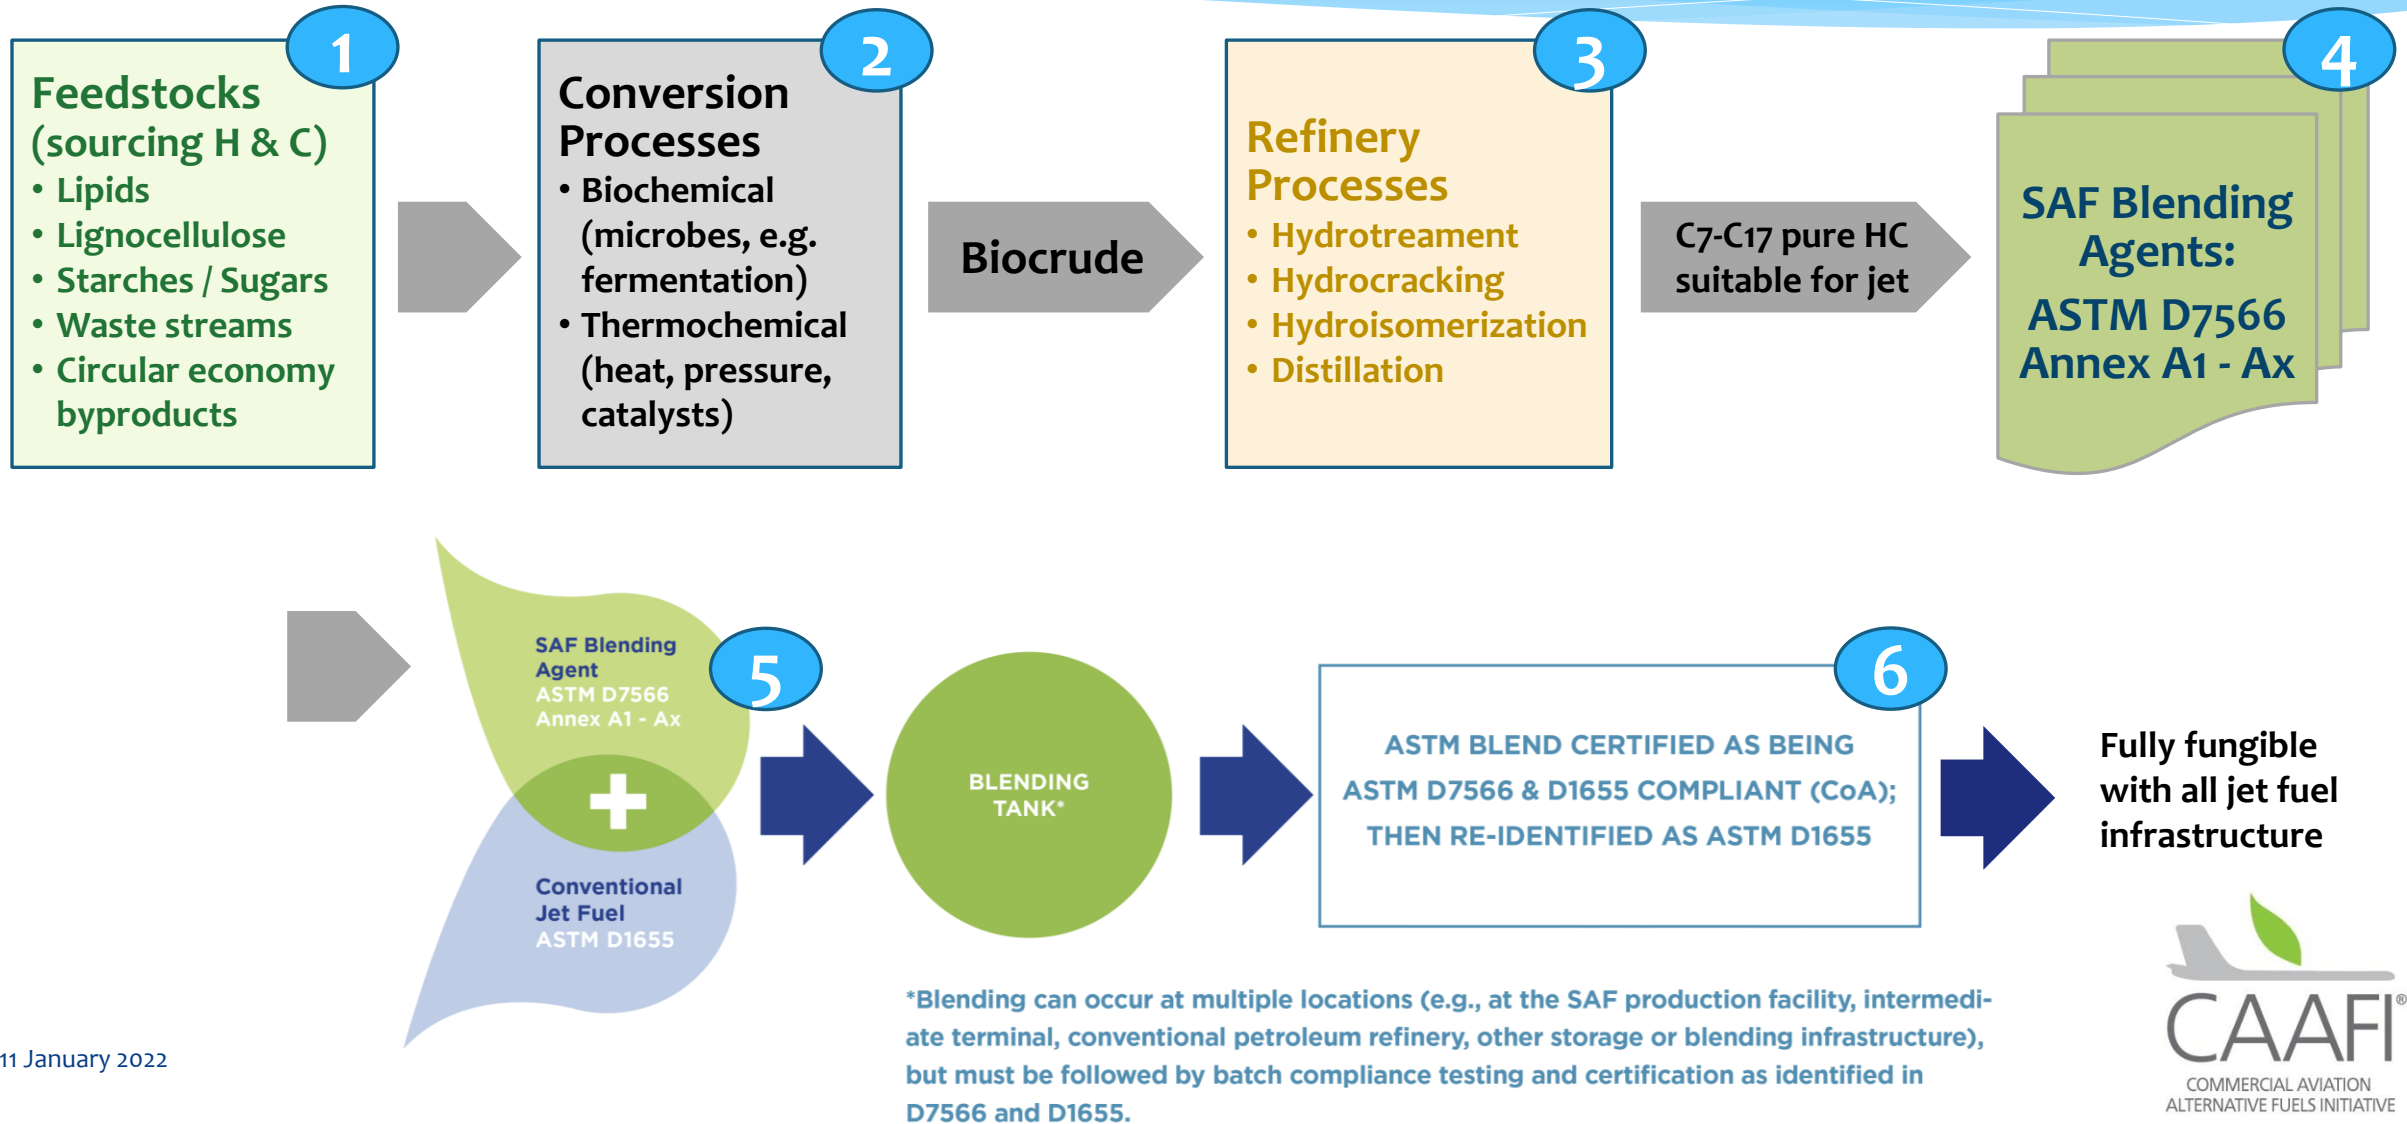 1
Feedstocks
(sourcing H & C)
• Lipids
• Lignocellulose
• Starches / Sugars
• Waste streams
• Circular economy
byproducts
2
Conversion
Processes
• Biochemical
(microbes, e.g.
fermentation)
• Thermochemical
(heat, pressure,
catalysts)
Biocrude
3
Refinery
Processes
• Hydrotreament
• Hydrocracking
• Hydroisomerization
• Distillation
C7-C17 pure HC
suitable for jet
4
SAF Blending
Agents:
ASTM D7566
Annex A1 - Ax
SAF Blending
Agent
ASTM D7566
Annex A1 - Ax
5
+
Conventional
Jet Fuel
ASTM D1655
BLENDING
TANK*
6
ASTM BLEND CERTIFIED AS BEING
ASTM D7566 & D1655 COMPLIANT (CoA);
THEN RE-IDENTIFIED AS ASTM D1655
Fully fungible
with all jet fuel
infrastructure
*Blending can occur at multiple locations (e.g., at the SAF production facility, intermedi-
ate terminal, conventional petroleum refinery, other storage or blending infrastructure),
but must be followed by batch compliance testing and certification as identified in
D7566 and D1655.
11 January 2022
CAAFI®
COMMERCIAL AVIATION
ALTERNATIVE FUELS INITIATIVE